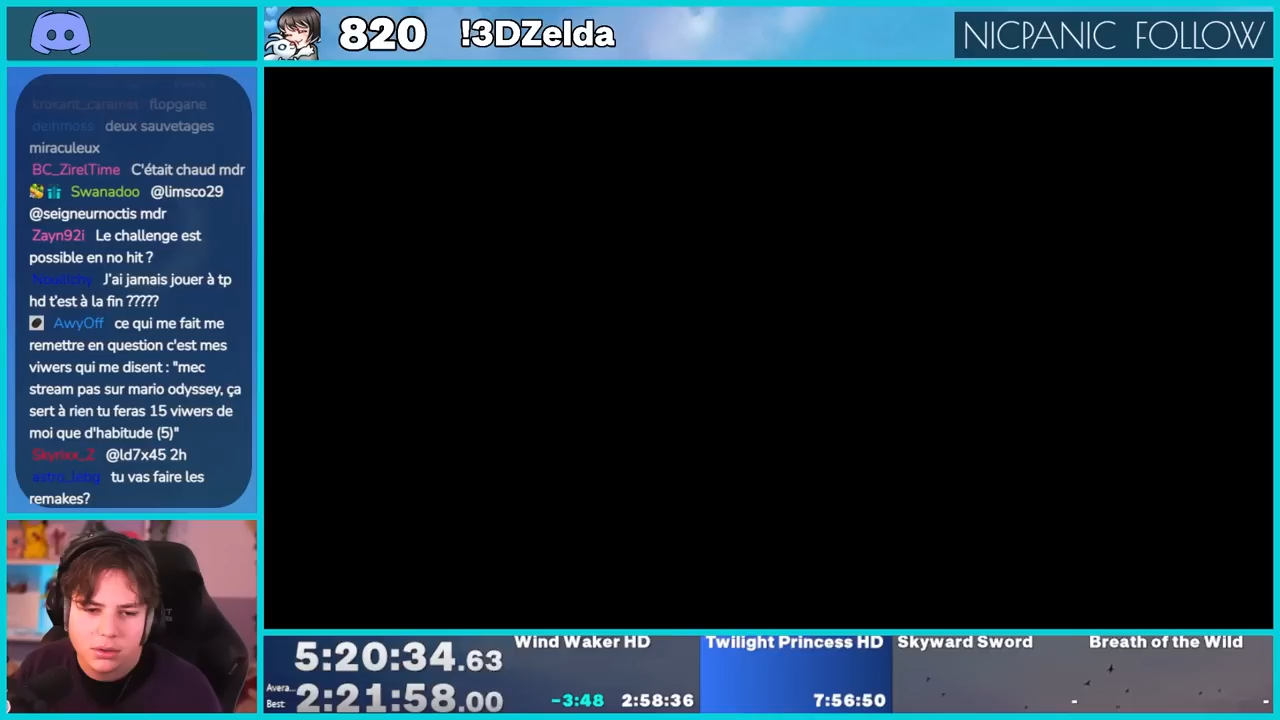 820 !3DZelda
NICPANIC FOLLOW
krokant_caramel flopgane
deihmoss deux sauvetages
miraculeux
BC_ZirelTime C'était chaud mdr
Swanadoo @limsco29
@seigneurnoctis mdr
Zayn92i Le challenge est
possible en no hit ?
J'ai jamais jouer à tp
hd t'est à la fin ?????
AwyOff ce qui me fait me
remettre en question c'est mes
viwers qui me disent : "mec
stream pas sur mario odyssey, ça
sert à rien tu feras 15 viwers de
moi que d'habitude (5)"
Skyrixx_Z @ld7x45 2h
tu vas faire les
remakes?
5:20:34.63
Avera...
Best: 2:21:58.00
Wind Waker HD
-3:48 2:58:36
Twilight Princess HD
7:56:50
Skyward Sword
-
Breath of the Wild
-